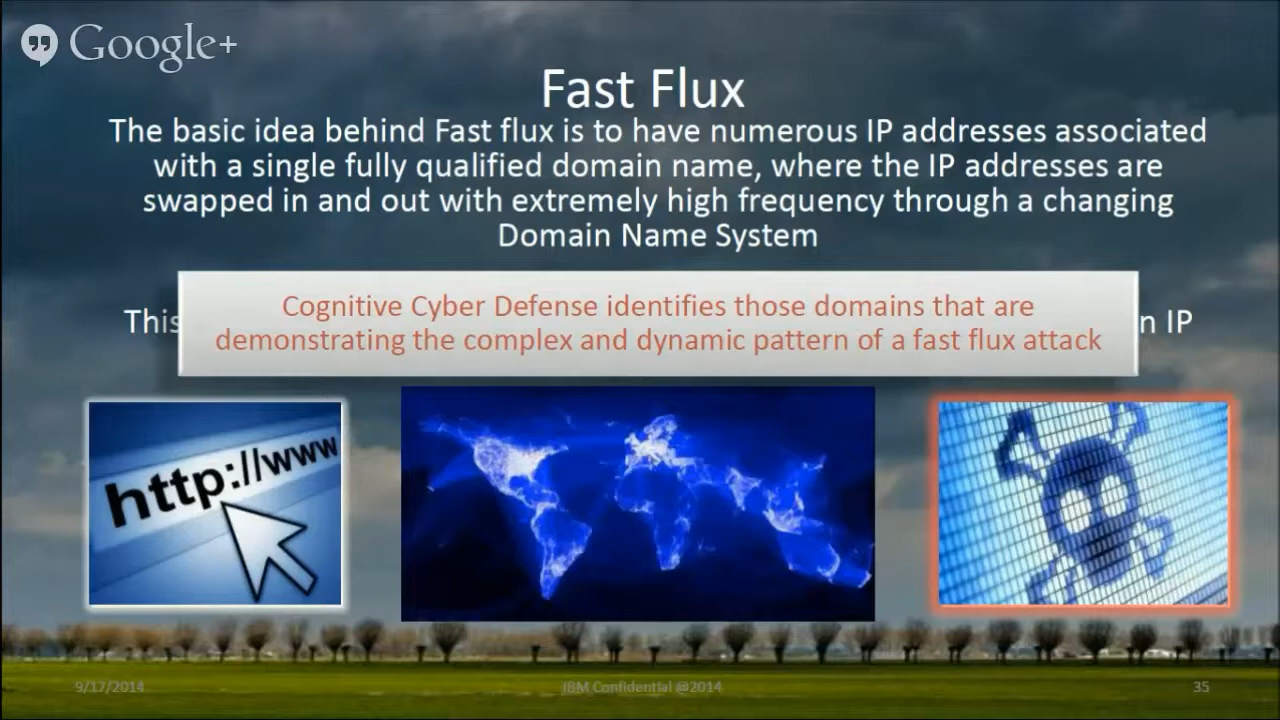 Google+
Fast Flux
The basic idea behind Fast flux is to have numerous IP addresses associated
with a single fully qualified domain name, where the IP addresses are
swapped in and out with extremely high frequency through a changing
Domain Name System
Cognitive Cyber Defense identifies those domains that are
demonstrating the complex and dynamic pattern of a fast flux attack
This n IP
http://www
9/17/2014 IBM Confidential @2014 35